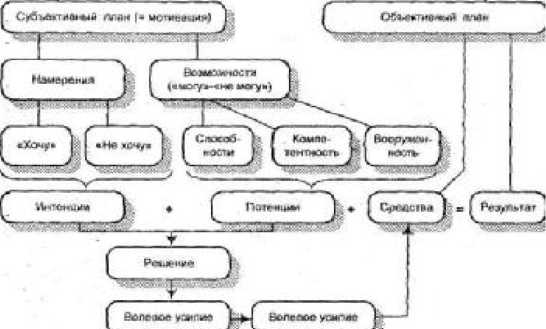 Субъективный план (= мотивация)
Объективный план
Намерения
Возможности
(«могу»-«не могу»)
«Хочу»
«Не хочу»
Способ-
ности
Компе-
тентность
Вооружен-
ность
Интенции + Потенции + Средства = Результат
Решение
Волевое усилие
Волевое усилие